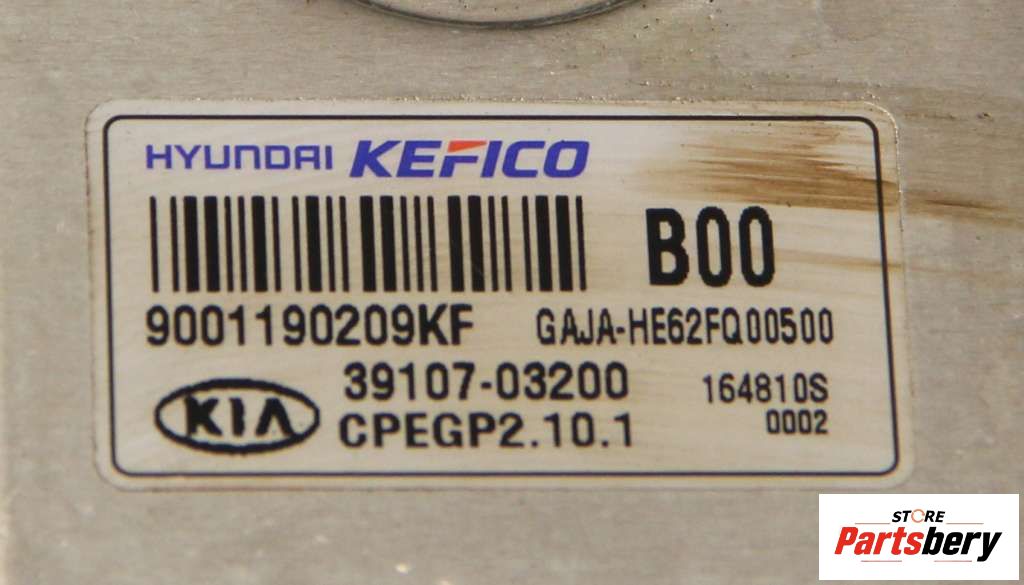 HYUNDAI KEFICO
B00
9001190209KF GAJA-HE62FQ00500
39107-03200 164810S
KIA CPEGP2.10.1 0002
STORE
Partsbery